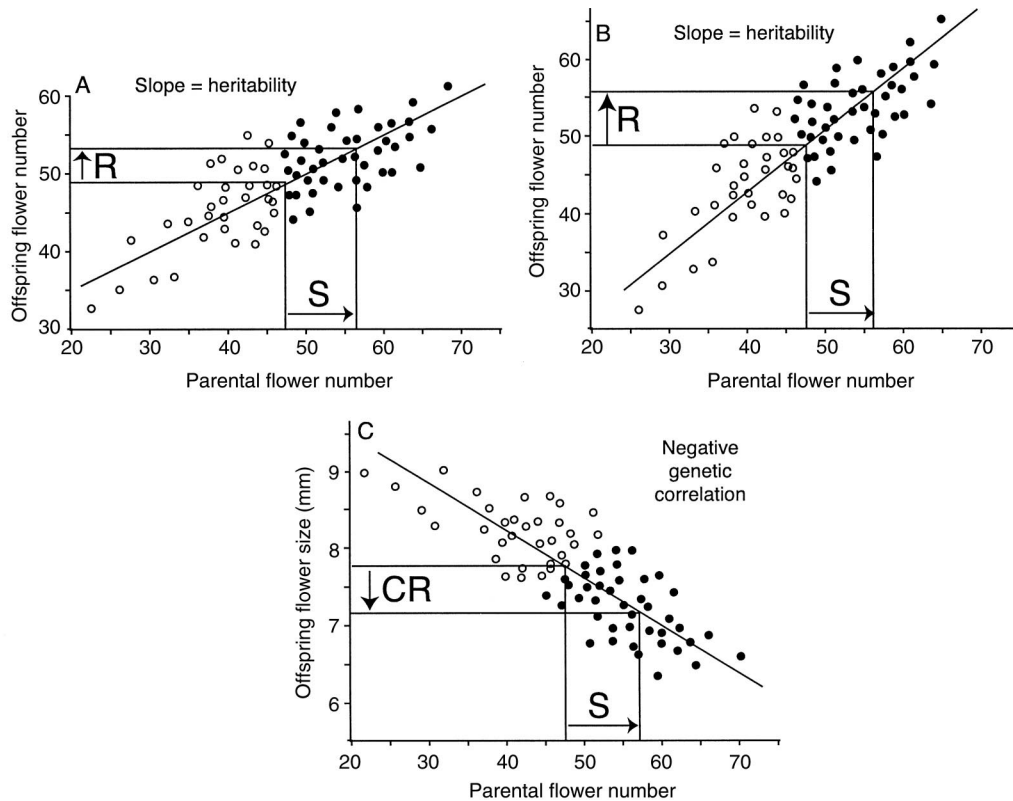 A
Slope = heritability
Offspring flower number
60
50
40
30
R
S
20 30 40 50 60 70
Parental flower number
B
Slope = heritability
Offspring flower number
60
50
40
30
R
S
20 30 40 50 60 70
Parental flower number
C
Negative
genetic
correlation
Offspring flower size (mm)
9
8
7
6
CR
S
20 30 40 50 60 70
Parental flower number